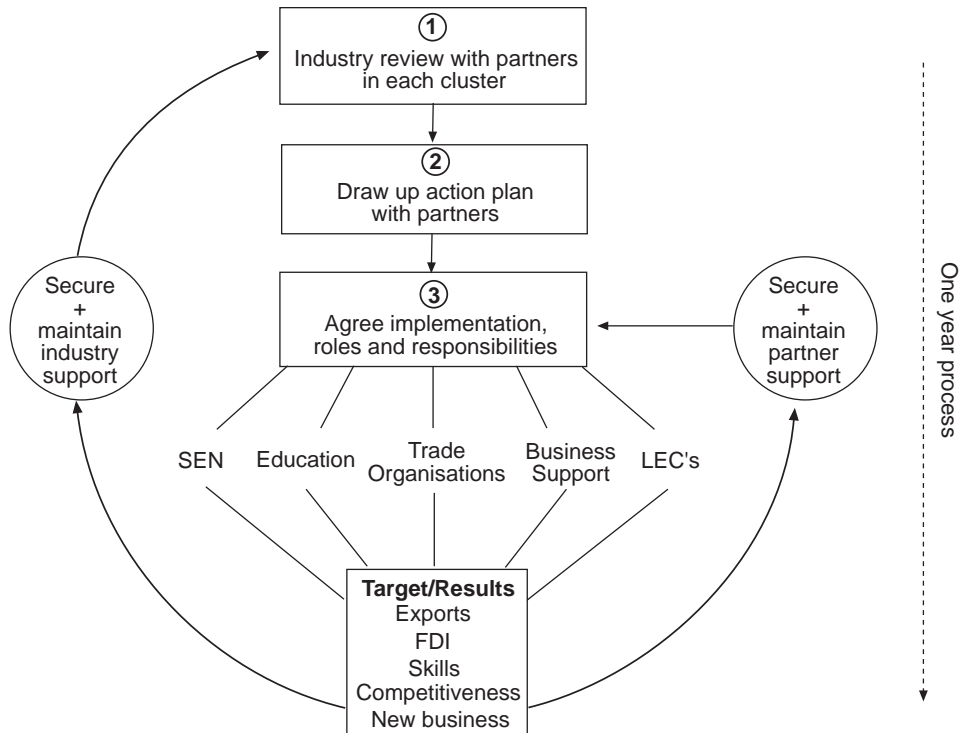 1
Industry review with partners
in each cluster
2
Draw up action plan
with partners
3
Agree implementation,
roles and responsibilities
Secure
+
maintain
industry
support
Secure
+
maintain
partner
support
One year process
SEN
Education
Trade
Organisations
Business
Support
LEC's
Target/Results
Exports
FDI
Skills
Competitiveness
New business